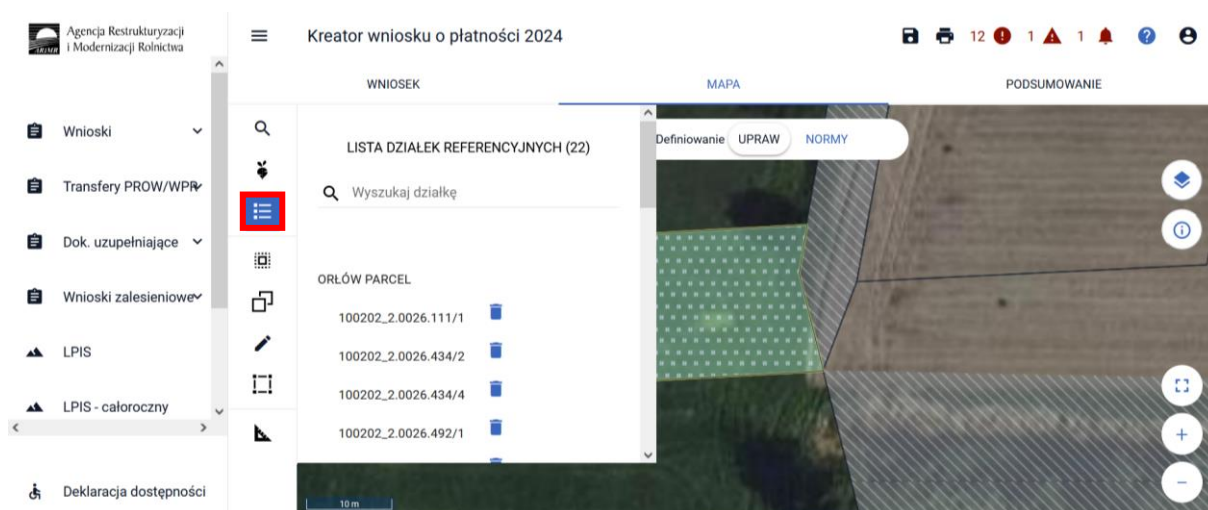 Agencja Restrukturyzacji
i Modernizacji Rolnictwa
ARiMR
Kreator wniosku o płatności 2024
12
1
1
WNIOSEK
MAPA
PODSUMOWANIE
Wnioski
Transfery PROW/WPR
Dok. uzupełniające
Wnioski zalesieniowe
LPIS
LPIS - całoroczny
Deklaracja dostępności
LISTA DZIAŁEK REFERENCYJNYCH (22)
Wyszukaj działkę
ORŁÓW PARCEL
100202_2.0026.111/1
100202_2.0026.434/2
100202_2.0026.434/4
100202_2.0026.492/1
Definiowanie UPRAW NORMY
10 m